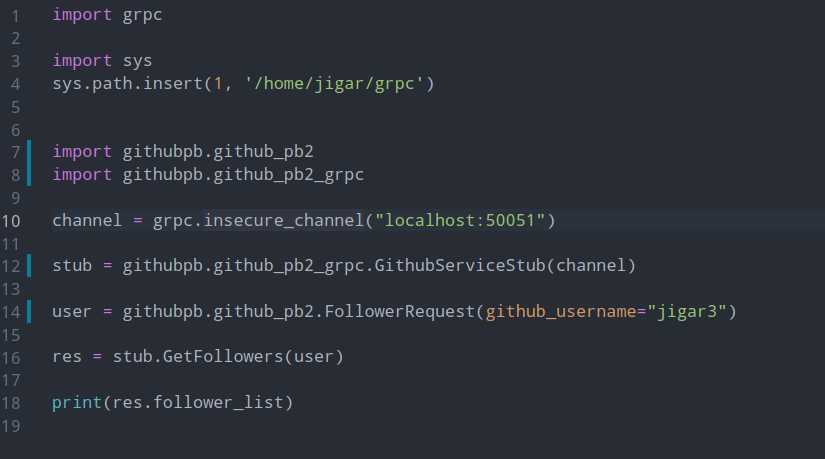 1 import grpc
2
3 import sys
4 sys.path.insert(1, '/home/jigar/grpc')
5
6
7 import githubpb.github_pb2
8 import githubpb.github_pb2_grpc
9
10 channel = grpc.insecure_channel("localhost:50051")
11
12 stub = githubpb.github_pb2_grpc.GithubServiceStub(channel)
13
14 user = githubpb.github_pb2.FollowerRequest(github_username="jigar3")
15
16 res = stub.GetFollowers(user)
17
18 print(res.follower_list)
19